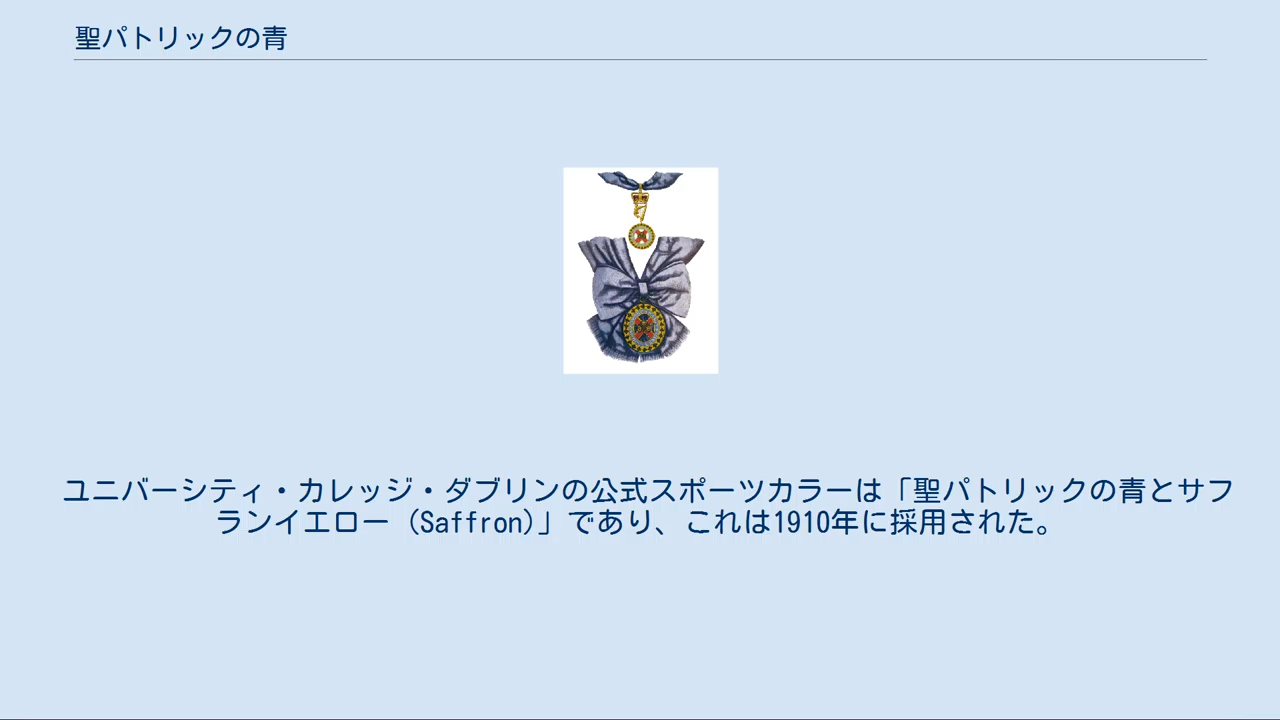 聖パトリックの青
ユニバーシティ・カレッジ・ダブリンの公式スポーツカラーは「聖パトリックの青とサフ
ランイエロー（Saffron)」であり、これは1910年に採用された。